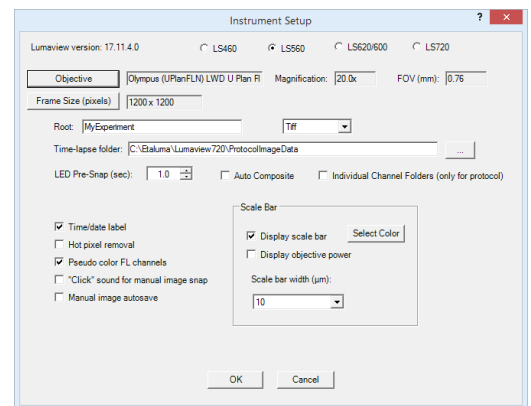 Instrument Setup ? ×
Lumaview version: 17.11.4.0 LS460 LS560 LS620/600 LS720
Objective Olympus (UPlanFLN) LWD U Plan Fl Magnification: 20.0x FOV (mm): 0.76
Frame Size (pixels) 1200 x 1200
Root: MyExperiment Tiff
Time-lapse folder: C:\Etaluma\Lumaview720\ProtocolImageData ...
LED Pre-Snap (sec): 1.0 Auto Composite Individual Channel Folders (only for protocol)
Scale Bar
Time/date label
Hot pixel removal
Pseudo color FL channels
"Click" sound for manual image snap
Manual image autosave
Display scale bar Select Color
Display objective power
Scale bar width (µm):
10
OK Cancel